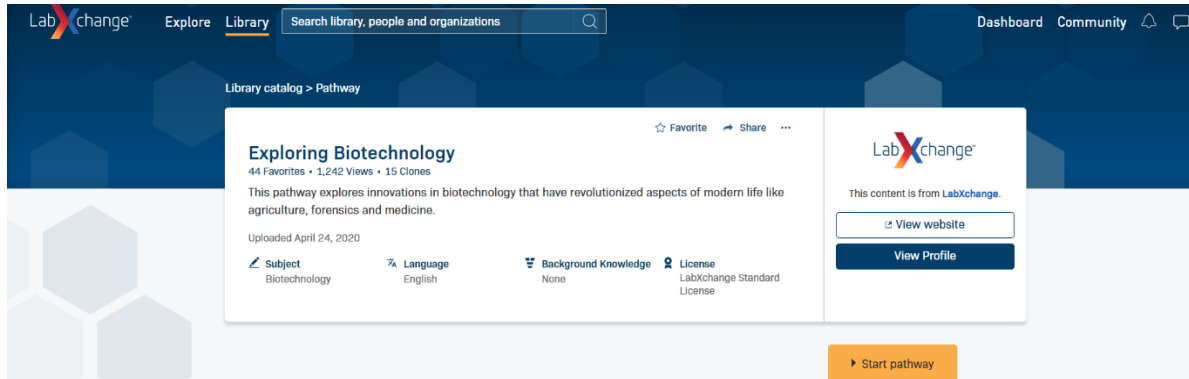 LabXchange Explore Library Search library, people and organizations Dashboard Community
Library catalog > Pathway
Favorite Share ...
Exploring Biotechnology
44 Favorites • 1,242 Views • 15 Clones
This pathway explores innovations in biotechnology that have revolutionized aspects of modern life like
agriculture, forensics and medicine.
Uploaded April 24, 2020
Subject Language Background Knowledge License
Biotechnology English None LabXchange Standard
License
LabXchange
This content is from LabXchange.
View website
View Profile
Start pathway